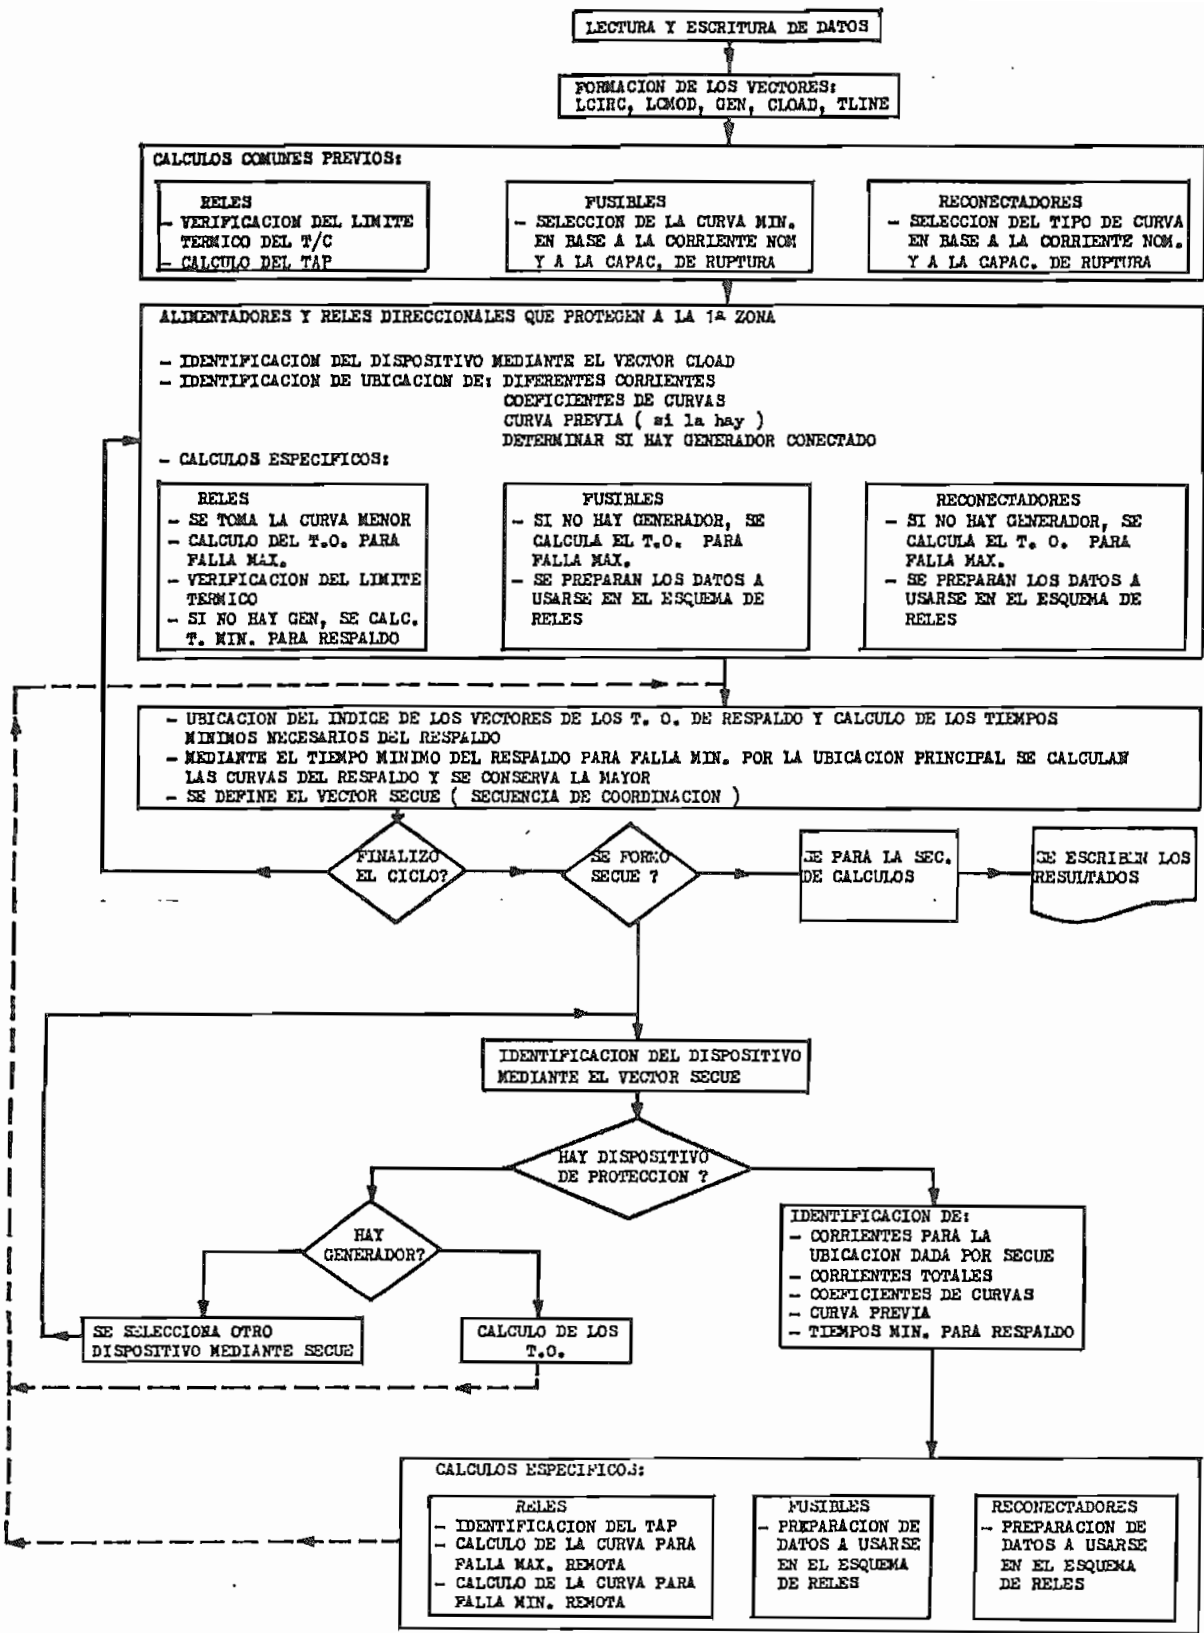 LECTURA Y ESCRITURA DE DATOS
FORMACION DE LOS VECTORES:
LCIRC, LCMOD, GEN, CLOAD, TLINE
CALCULOS COMUNES PREVIOS:
RELES
- VERIFICACION DEL LIMITE
TERMICO DEL T/C
- CALCULO DEL TAP
FUSIBLES
- SELECCION DE LA CURVA MIN.
EN BASE A LA CORRIENTE NOM
Y A LA CAPAC. DE RUPTURA
RECONECTADORES
- SELECCION DEL TIPO DE CURVA
EN BASE A LA CORRIENTE NOM.
Y A LA CAPAC. DE RUPTURA
ALIMENTADORES Y RELES DIRECCIONALES QUE PROTEGEN A LA 1ª ZONA
- IDENTIFICACION DEL DISPOSITIVO MEDIANTE EL VECTOR CLOAD
- IDENTIFICACION DE UBICACION DE: DIFERENTES CORRIENTES
COEFICIENTES DE CURVAS
CURVA PREVIA ( si la hay )
DETERMINAR SI HAY GENERADOR CONECTADO
- CALCULOS ESPECIFICOS:
RELES
- SE TOMA LA CURVA MENOR
- CALCULO DEL T.O. PARA
FALLA MAX.
- VERIFICACION DEL LIMITE
TERMICO
- SI NO HAY GEN, SE CALC.
T. MIN. PARA RESPALDO
FUSIBLES
- SI NO HAY GENERADOR, SE
CALCULA EL T.O. PARA
FALLA MAX.
- SE PREPARAN LOS DATOS A
USARSE EN EL ESQUEMA DE
RELES
RECONECTADORES
- SI NO HAY GENERADOR, SE
CALCULA EL T. O. PARA
FALLA MAX.
- SE PREPARAN LOS DATOS A
USARSE EN EL ESQUEMA DE
RELES
- UBICACION DEL INDICE DE LOS VECTORES DE LOS T. O. DE RESPALDO Y CALCULO DE LOS TIEMPOS
MINIMOS NECESARIOS DEL RESPALDO
- MEDIANTE EL TIEMPO MINIMO DEL RESPALDO PARA FALLA MIN. POR LA UBICACION PRINCIPAL SE CALCULAN
LAS CURVAS DEL RESPALDO Y SE CONSERVA LA MAYOR
- SE DEFINE EL VECTOR SECUE ( SECUENCIA DE COORDINACION )
FINALIZO
EL CICLO?
SE FORMO
SECUE ?
SE PARA LA SEC.
DE CALCULOS
SE ESCRIBEN LOS
RESULTADOS
IDENTIFICACION DEL DISPOSITIVO
MEDIANTE EL VECTOR SECUE
HAY DISPOSITIVO
DE PROTECCION ?
HAY
GENERADOR?
IDENTIFICACION DE:
- CORRIENTES PARA LA
UBICACION DADA POR SECUE
- CORRIENTES TOTALES
- COEFICIENTES DE CURVAS
- CURVA PREVIA
- TIEMPOS MIN. PARA RESPALDO
SE SELECCIONA OTRO
DISPOSITIVO MEDIANTE SECUE
CALCULO DE LOS
T.O.
CALCULOS ESPECIFICOS:
RELES
- IDENTIFICACION DEL TAP
- CALCULO DE LA CURVA PARA
FALLA MAX. REMOTA
- CALCULO DE LA CURVA PARA
FALLA MIN. REMOTA
FUSIBLES
- PREPARACION DE
DATOS A USARSE
EN EL ESQUEMA
DE RELES
RECONECTADORES
- PREPARACION DE
DATOS A USARSE
EN EL ESQUEMA
DE RELES